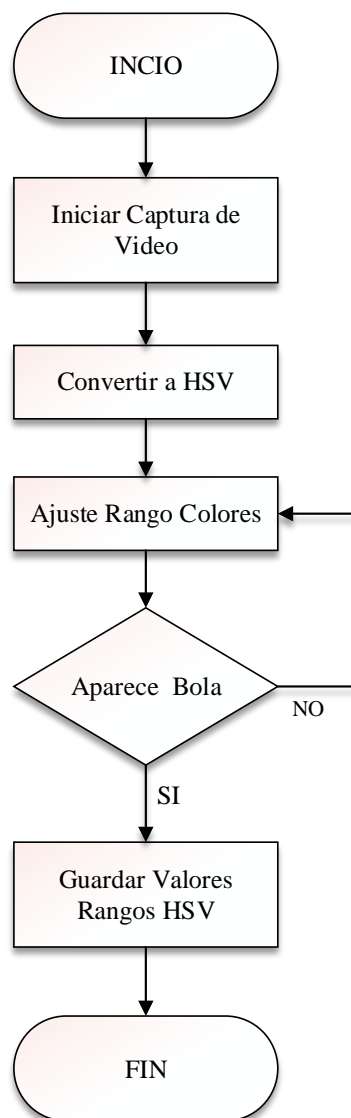 INCIO
Iniciar Captura de
Video
Convertir a HSV
Ajuste Rango Colores
Aparece Bola
NO
SI
Guardar Valores
Rangos HSV
FIN